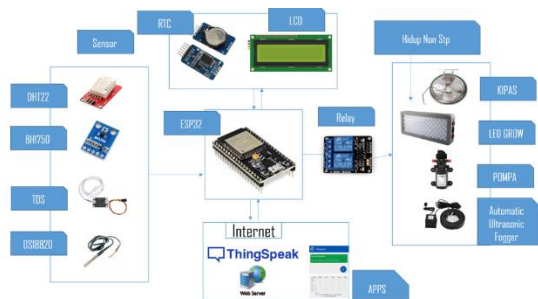 RTC
LCD
Sensor
Hidup Non Stp
DHT22
BH1750
TDS
DS18B20
ESP32
Relay
KIPAS
LED GROW
POMPA
Automatic
Ultrasonic
Fogger
Internet
ThingSpeak
Web Server
APPS